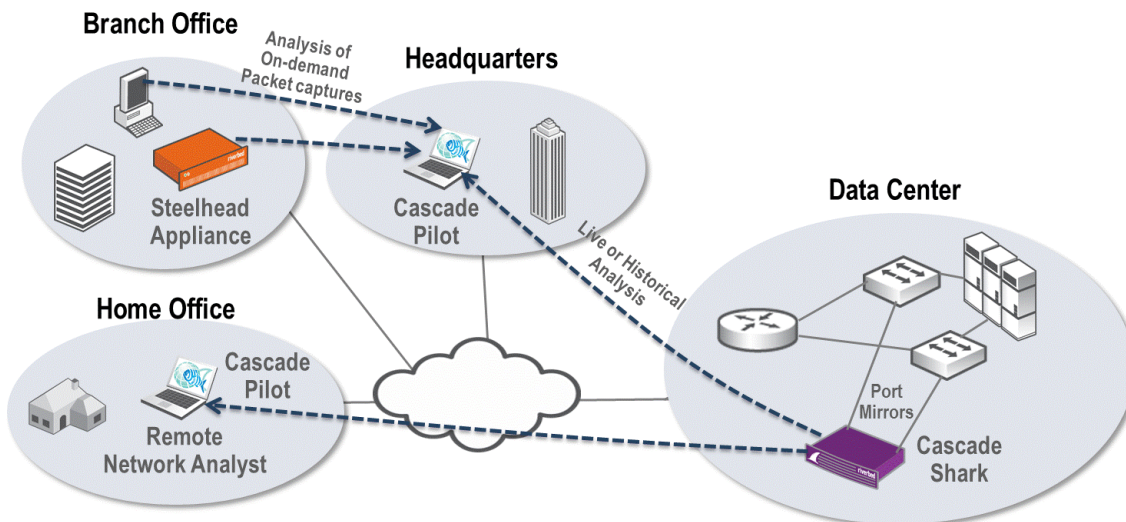 Branch Office
Analysis of
On-demand
Packet captures
Headquarters
Steelhead
Appliance
Cascade
Pilot
Data Center
Live or Historical
Analysis
Home Office
Cascade
Pilot
Remote
Network Analyst
Port
Mirrors
riverbed
Cascade
Shark